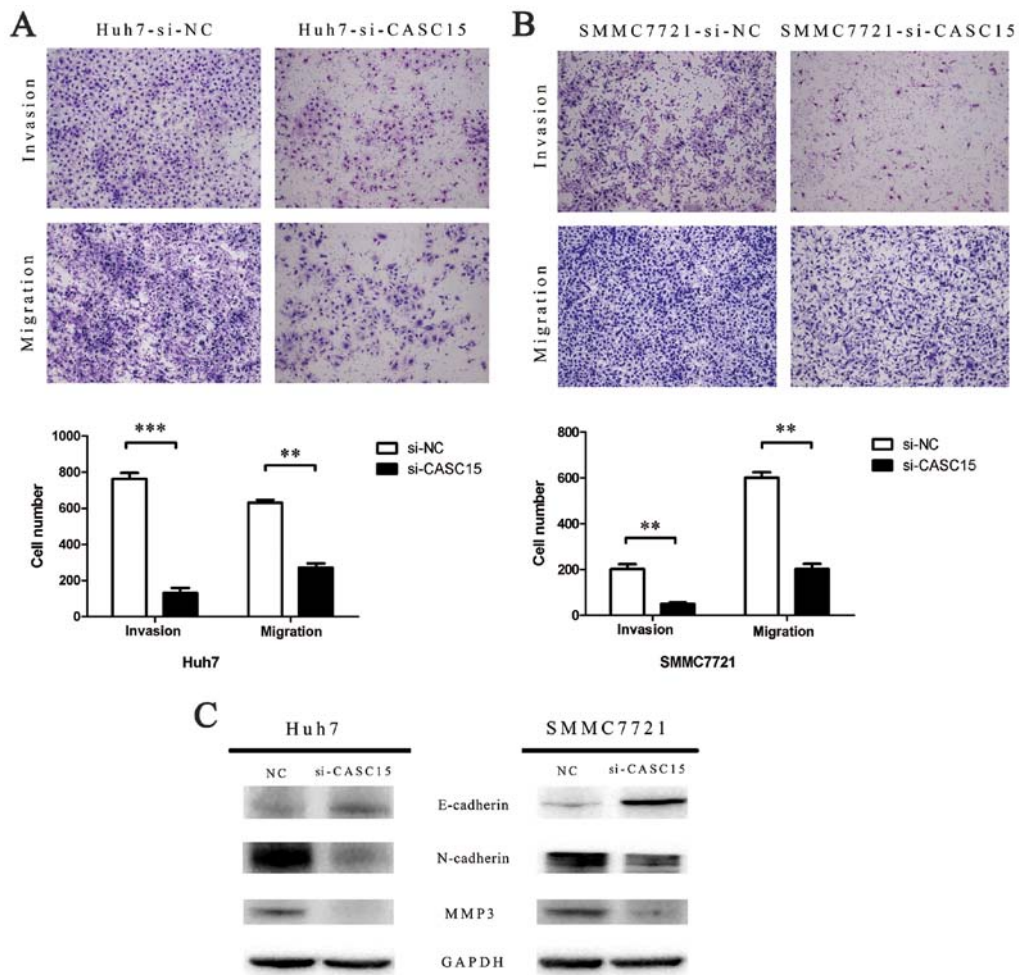 A
Huh7-si-NC
Huh7-si-CASC15
Invasion
Migration
1000
800
600
400
200
0
Cell number
***
**
si-NC
si-CASC15
Invasion
Migration
Huh7
B
SMMC7721-si-NC
SMMC7721-si-CASC15
Invasion
Migration
800
600
400
200
0
Cell number
**
**
si-NC
si-CASC15
Invasion
Migration
SMMC7721
C
Huh7
SMMC7721
NC
si-CASC15
NC
si-CASC15
E-cadherin
N-cadherin
MMP3
GAPDH